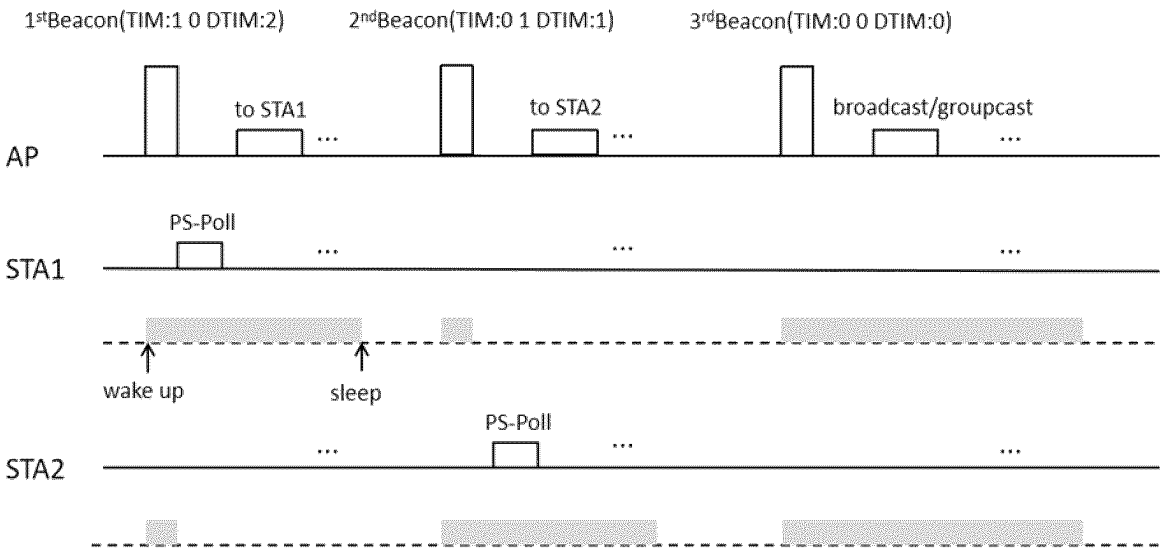 1stBeacon(TIM:1 0 DTIM:2) 2ndBeacon(TIM:0 1 DTIM:1) 3rdBeacon(TIM:0 0 DTIM:0)
to STA1 ... to STA2 ... broadcast/groupcast ...
AP
PS-Poll ... ... ...
STA1
wake up sleep
PS-Poll
... ... ...
STA2